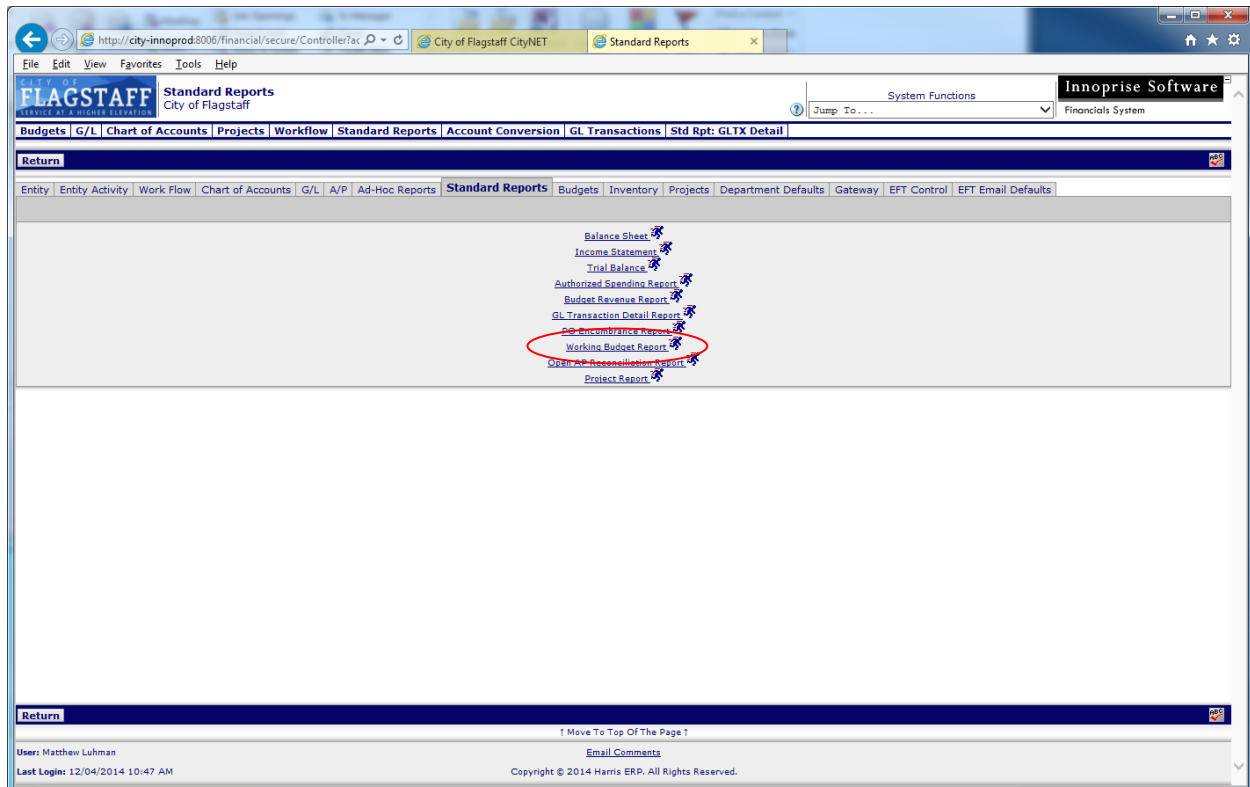 http://city-innoprod:8006/financial/secure/Controller?ac
City of Flagstaff CityNET
Standard Reports
File Edit View Favorites Tools Help
CITY OF
FLAGSTAFF
SERVICE AT A HIGHER ELEVATION
Standard Reports
City of Flagstaff
System Functions
Jump To...
Innoprise Software
Financials System
Budgets G/L Chart of Accounts Projects Workflow Standard Reports Account Conversion GL Transactions Std Rpt: GLTX Detail
Return
ABC
Entity Entity Activity Work Flow Chart of Accounts G/L A/P Ad-Hoc Reports Standard Reports Budgets Inventory Projects Department Defaults Gateway EFT Control EFT Email Defaults
Balance Sheet
Income Statement
Trial Balance
Authorized Spending Report
Budget Revenue Report
GL Transaction Detail Report
PO Encumbrance Report
Working Budget Report
Open AP Reconciliation Report
Project Report
Return
ABC
↑ Move To Top Of The Page ↑
User: Matthew Luhman
Email Comments
Last Login: 12/04/2014 10:47 AM
Copyright © 2014 Harris ERP. All Rights Reserved.